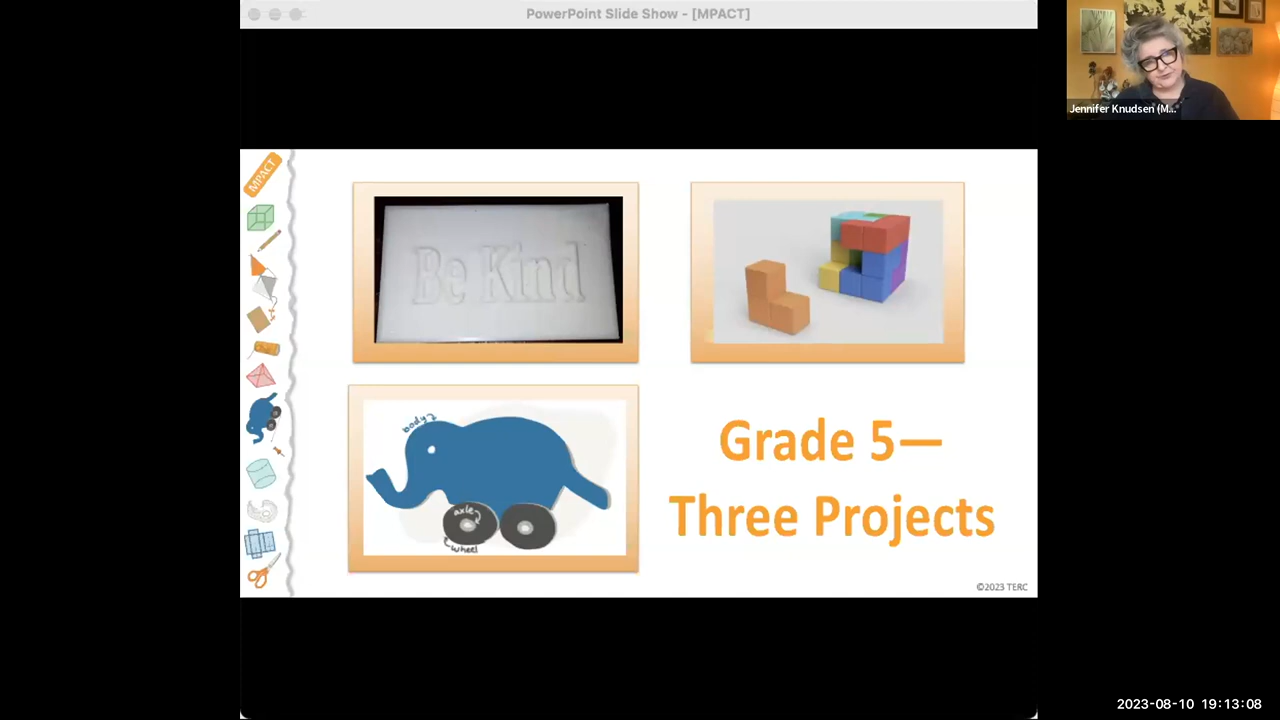 PowerPoint Slide Show - [MPACT]
Jennifer Knudsen (M...
MPACT
Be Kind
body
axle
wheel
Grade 5—
Three Projects
©2023 TERC
2023-08-10 19:13:08